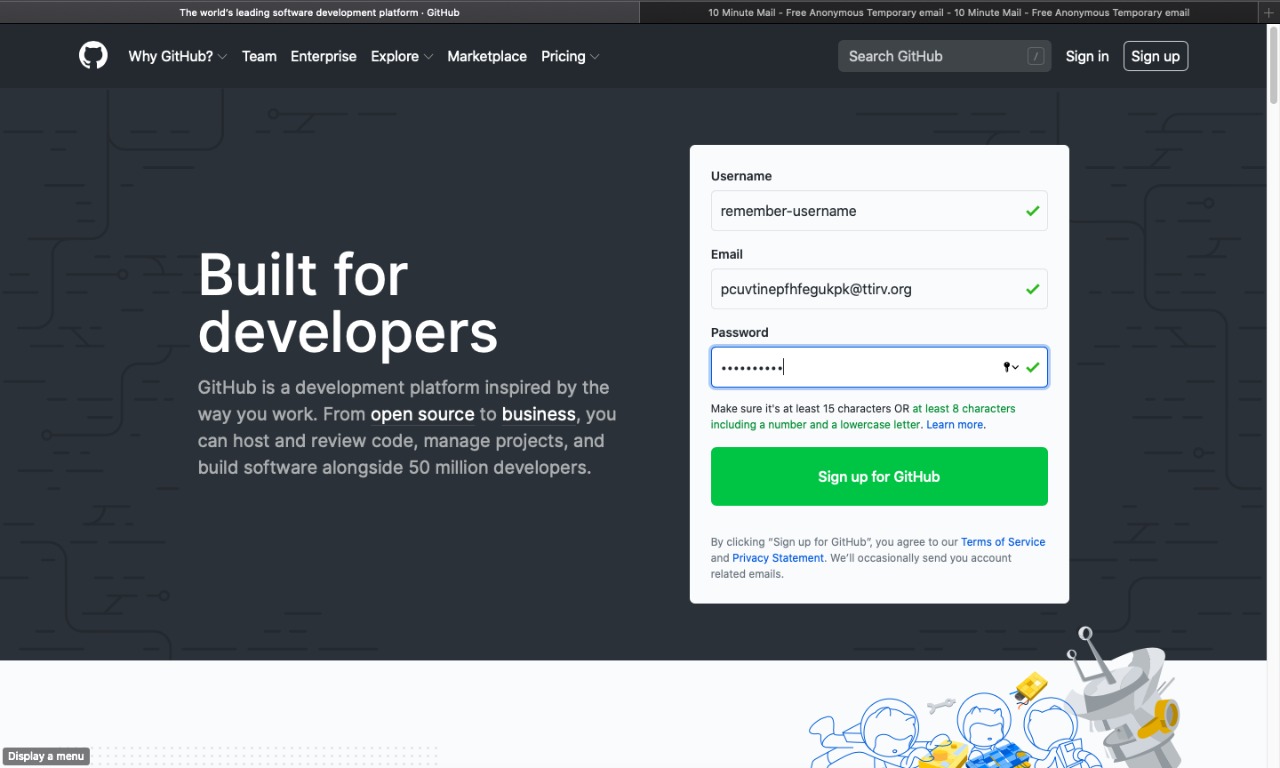 The world's leading software development platform · GitHub
10 Minute Mail - Free Anonymous Temporary email - 10 Minute Mail - Free Anonymous Temporary email
Why GitHub? Team Enterprise Explore Marketplace Pricing
Search GitHub /
Sign in
Sign up
Built for
developers
GitHub is a development platform inspired by the
way you work. From open source to business, you
can host and review code, manage projects, and
build software alongside 50 million developers.
Username
remember-username
Email
pcuvtinepfhfegukpk@ttirv.org
Password
••••••••••
Make sure it's at least 15 characters OR at least 8 characters
including a number and a lowercase letter. Learn more.
Sign up for GitHub
By clicking “Sign up for GitHub”, you agree to our Terms of Service
and Privacy Statement. We’ll occasionally send you account
related emails.
Display a menu